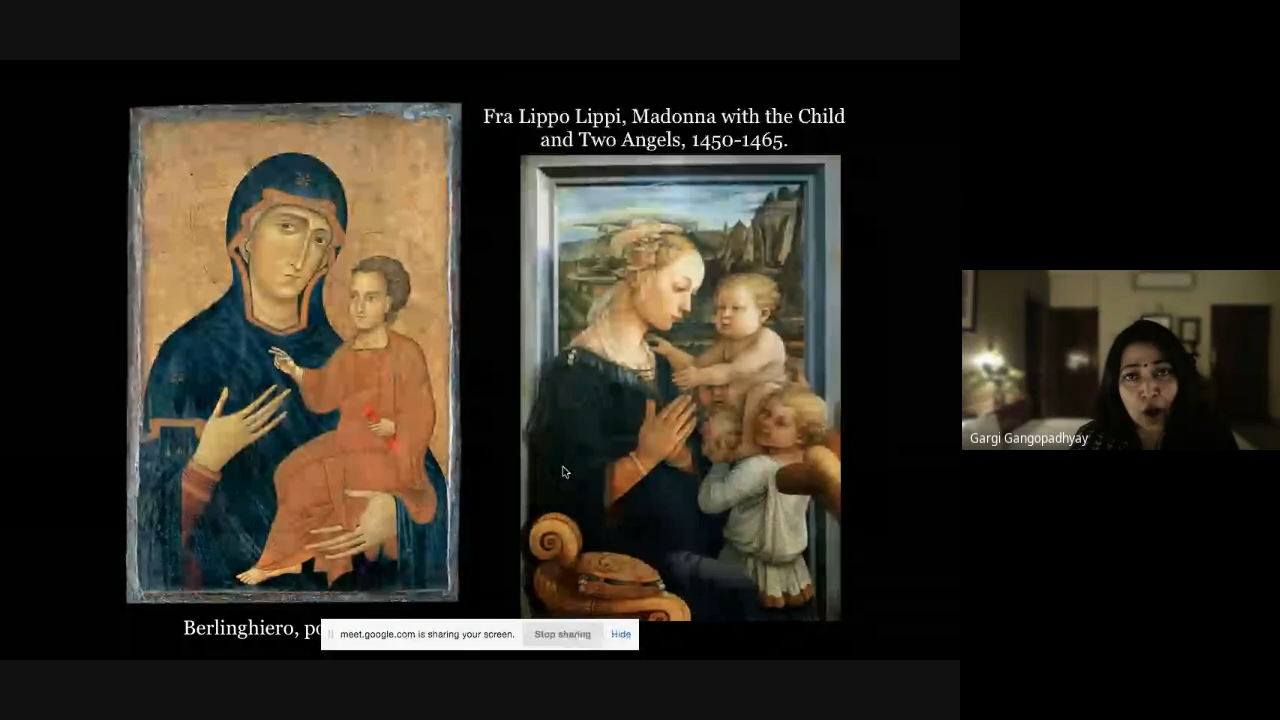 Fra Lippo Lippi, Madonna with the Child
and Two Angels, 1450-1465.
Gargi Gangopadhyay
Berlinghiero,
meet.google.com is sharing your screen. Stop sharing Hide